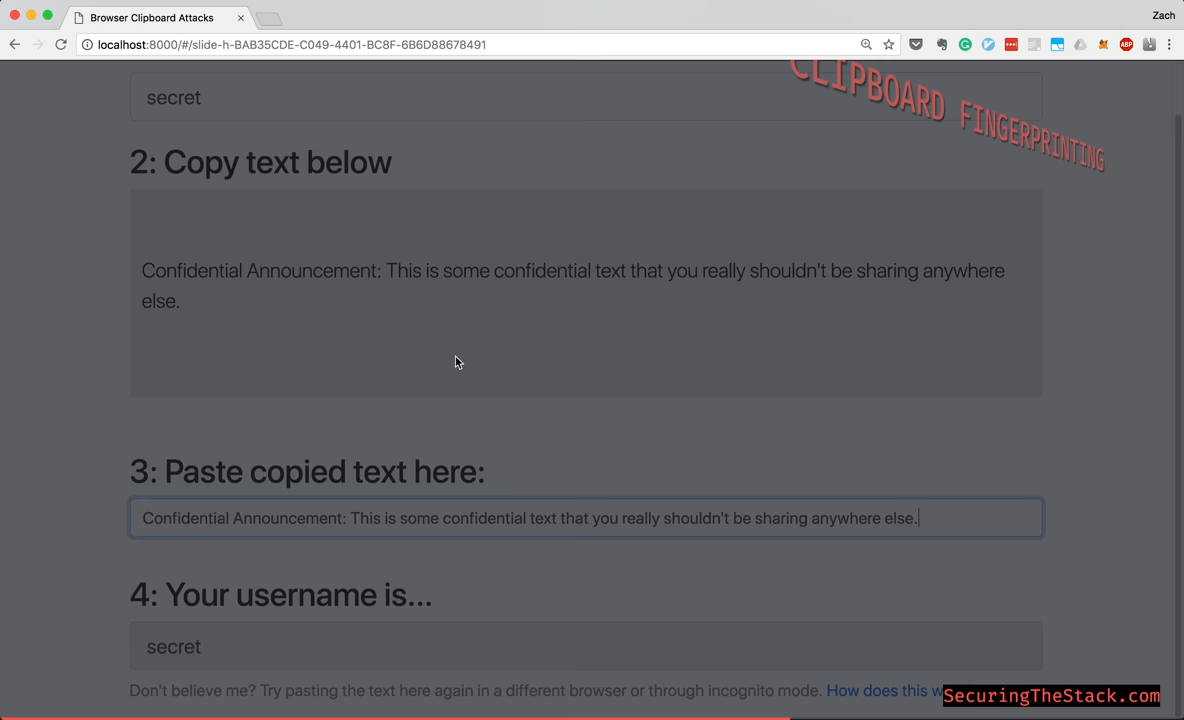 Browser Clipboard Attacks
Zach
localhost:8000/#/slide-h-BAB35CDE-C049-4401-BC8F-6B6D88678491
ABP
CLIPBOARD FINGERPRINTING
secret
2: Copy text below
Confidential Announcement: This is some confidential text that you really shouldn't be sharing anywhere
else.
3: Paste copied text here:
Confidential Announcement: This is some confidential text that you really shouldn't be sharing anywhere else.
4: Your username is...
secret
Don't believe me? Try pasting the text here again in a different browser or through incognito mode. How does this w
SecuringTheStack.com